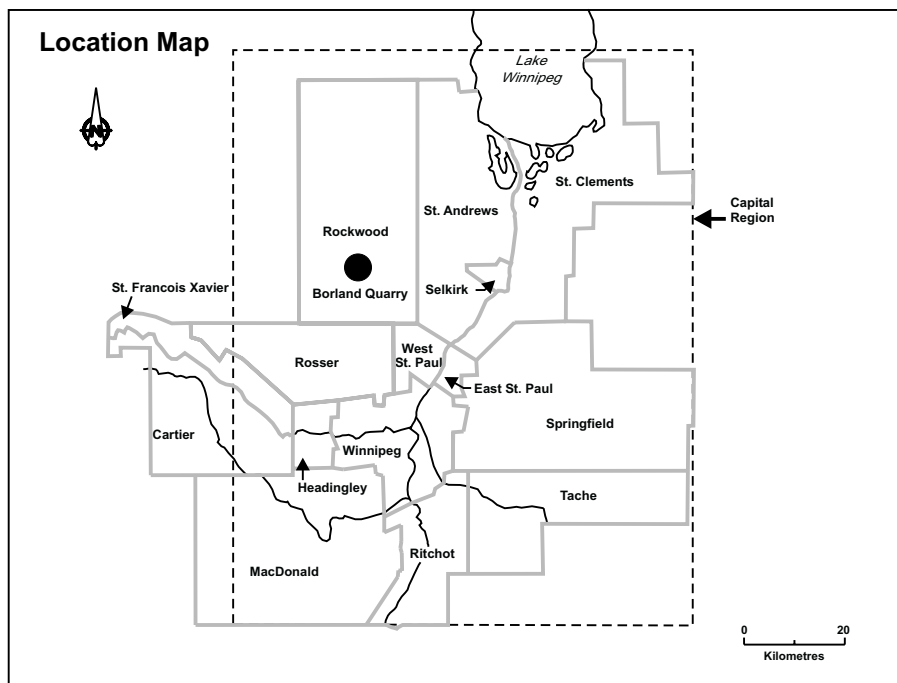 Location Map
Lake
Winnipeg
N
St. Clements
Capital
Region
St. Andrews
Rockwood
St. Francois Xavier
Selkirk
Borland Quarry
West
St. Paul
Rosser
East St. Paul
Springfield
Cartier
Winnipeg
Headingley
Tache
Ritchot
MacDonald
0 20
Kilometres